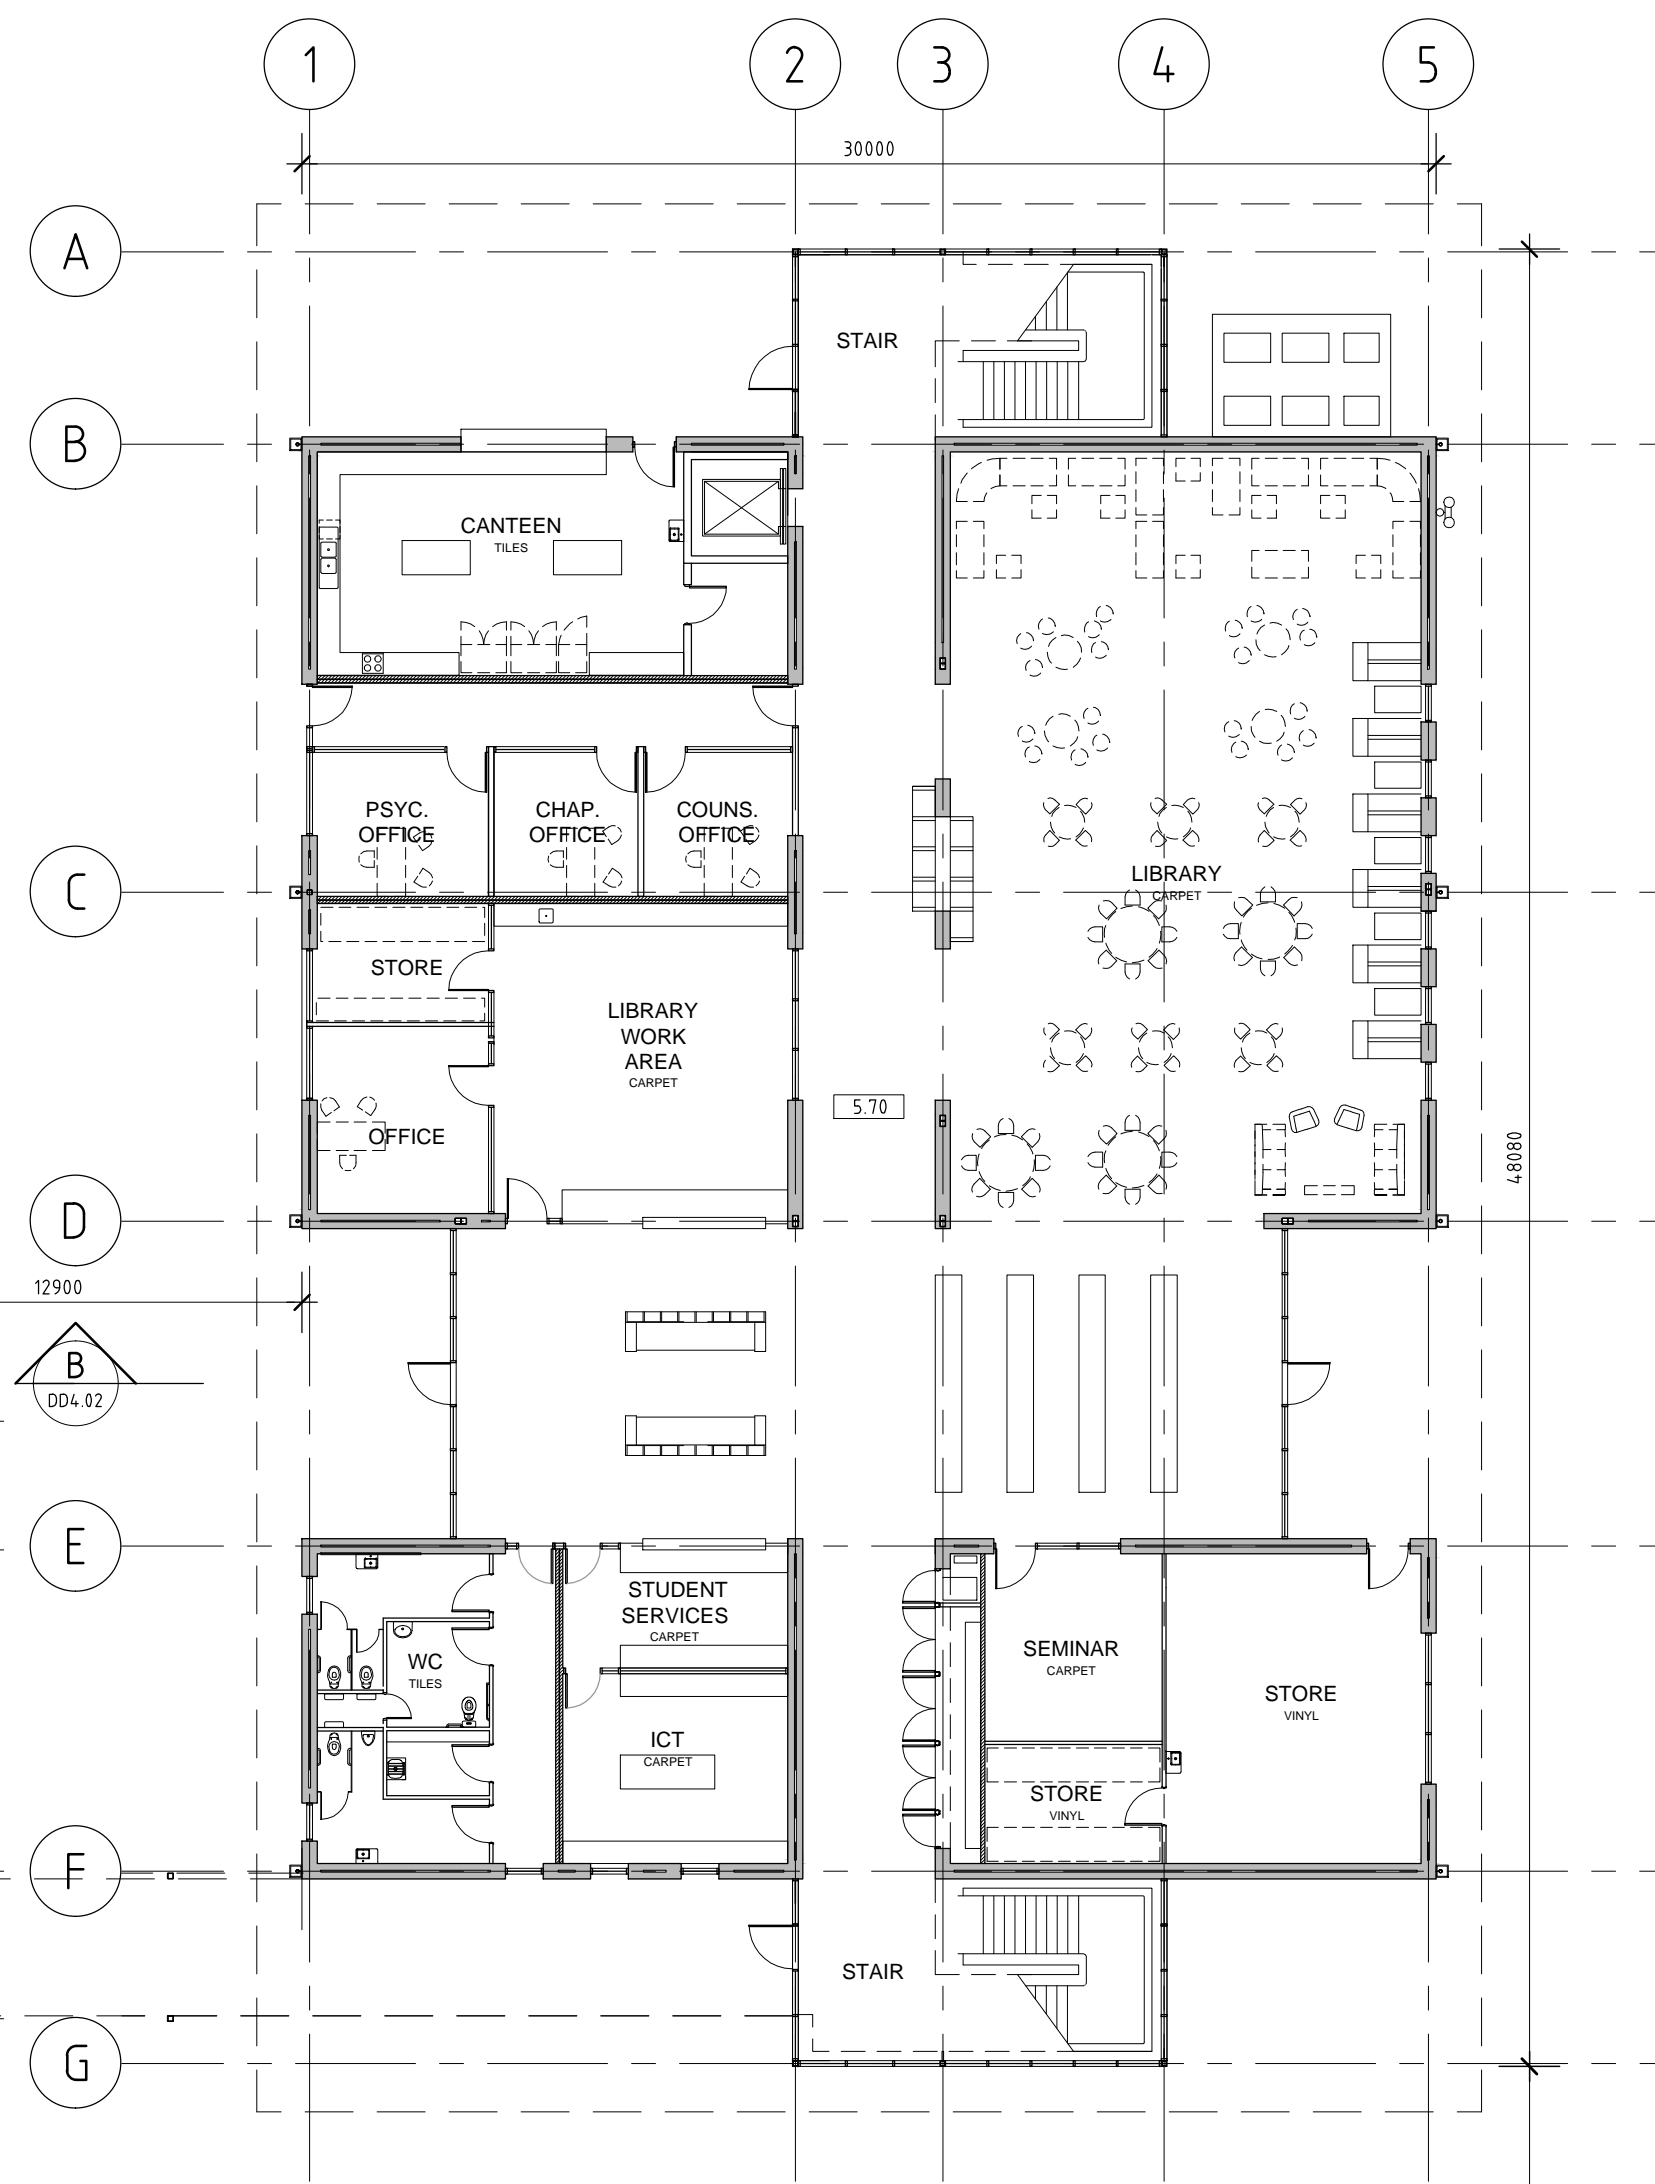 1
2
3
4
5
30000
A
STAIR
B
CANTEEN
TILES
PSYC.
OFFICE
CHAP.
OFFICE
COUNS.
OFFICE
C
LIBRARY
CARPET
STORE
LIBRARY
WORK
AREA
CARPET
5.70
OFFICE
48080
D
12900
B
DD4.02
E
STUDENT
SERVICES
CARPET
WC
TILES
SEMINAR
CARPET
STORE
VINYL
ICT
CARPET
STORE
VINYL
F
STAIR
G